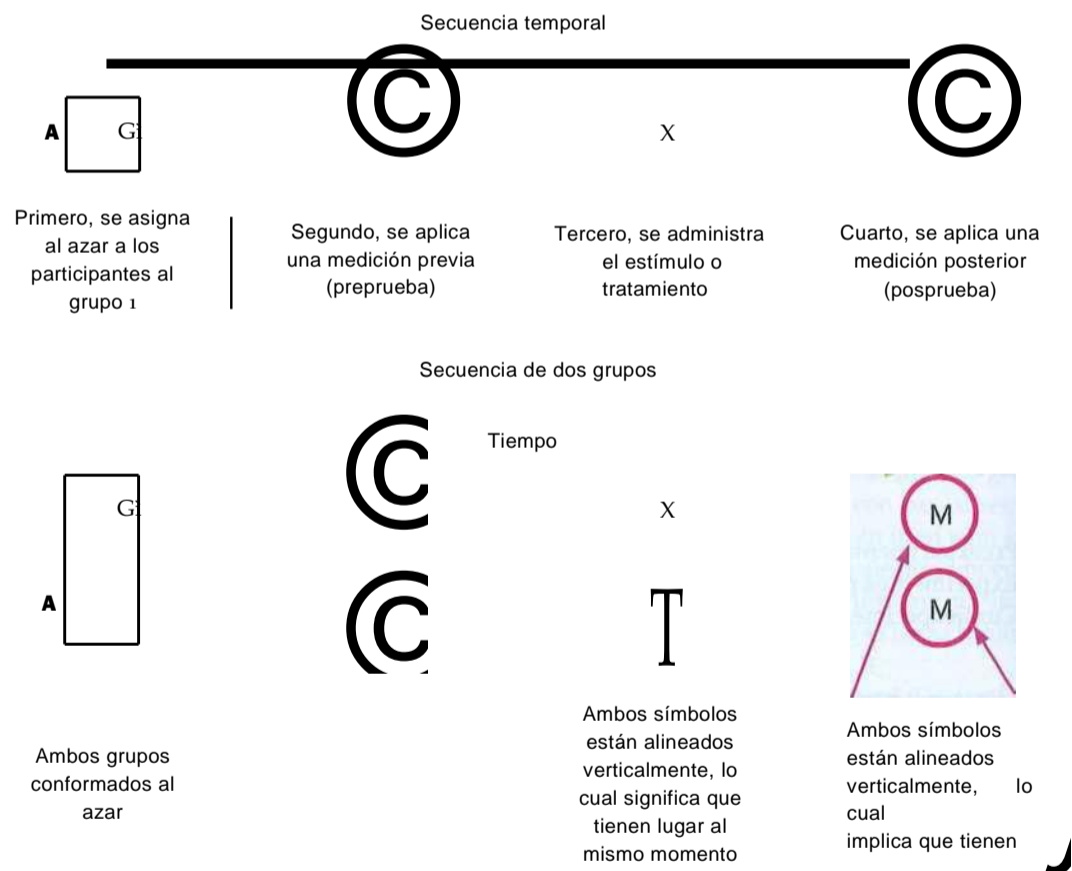 Secuencia temporal
©
©
A
Gi
X
Primero, se asigna
al azar a los
participantes al
grupo 1
Segundo, se aplica
una medición previa
(preprueba)
Tercero, se administra
el estímulo o
tratamiento
Cuarto, se aplica una
medición posterior
(posprueba)
Secuencia de dos grupos
Tiempo
©
Gi
X
M
©
A
T
M
Ambos grupos
conformados al
azar
Ambos símbolos
están alineados
verticalmente, lo
cual significa que
tienen lugar al
mismo momento
Ambos símbolos
están alineados
verticalmente, lo
cual
implica que tienen